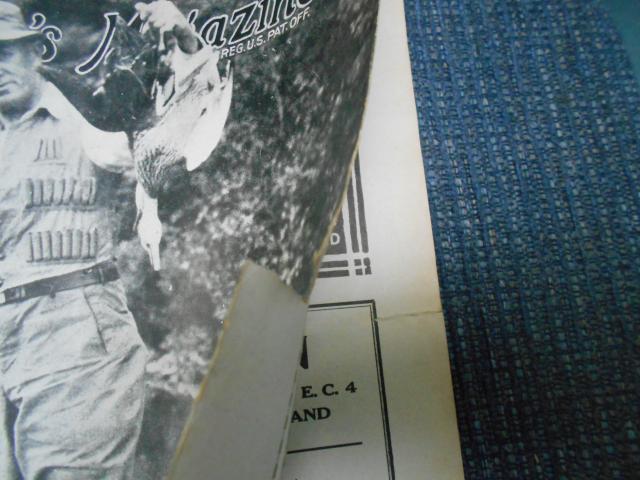 's Magazine
REG. U.S. PAT. OFF.
D
N
E. C. 4
AND